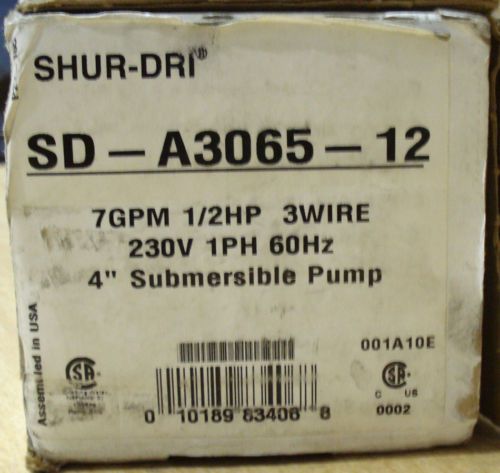 SHUR-DRI®
SD-A3065-12
7GPM 1/2HP 3WIRE
230V 1PH 60Hz
4" Submersible Pump
Assembled in USA
001A10E
0 10189 83406 8
C US
0002